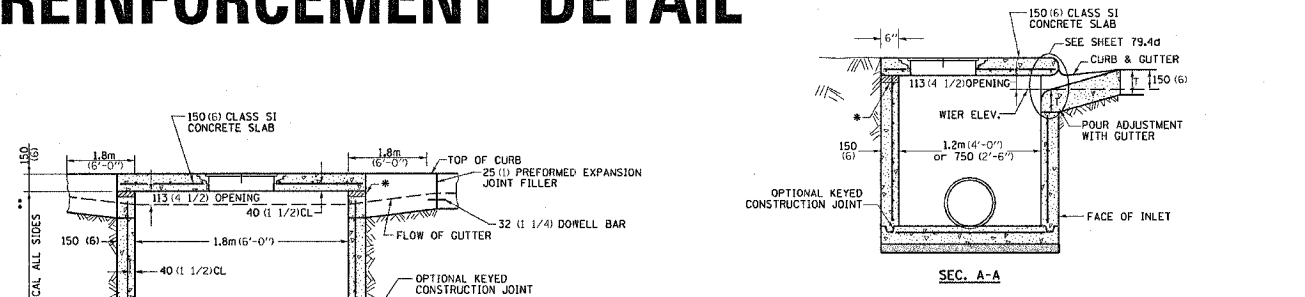 REINFORCEMENT DETAIL
150 (6) CLASS SI
CONCRETE SLAB
150
(6)
1.8m
(6'-0")
1.8m
(6'-0")
TOP OF CURB
25 (1) PREFORMED EXPANSION
JOINT FILLER
*
113 (4 1/2) OPENING
40 (1 1/2)CL
**
32 (1 1/4) DOWELL BAR
FLOW OF GUTTER
150 (6)
1.8m (6'-0")
CAL ALL SIDES
40 (1 1/2)CL
OPTIONAL KEYED
CONSTRUCTION JOINT
150 (6) CLASS SI
CONCRETE SLAB
6"
SEE SHEET 79.4d
CURB & GUTTER
113 (4 1/2) OPENING
T
150 (6)
T
WIER ELEV.
*
POUR ADJUSTMENT
WITH GUTTER
150
(6)
1.2m (4'-0")
or 750 (2'-6")
OPTIONAL KEYED
CONSTRUCTION JOINT
FACE OF INLET
SEC. A-A